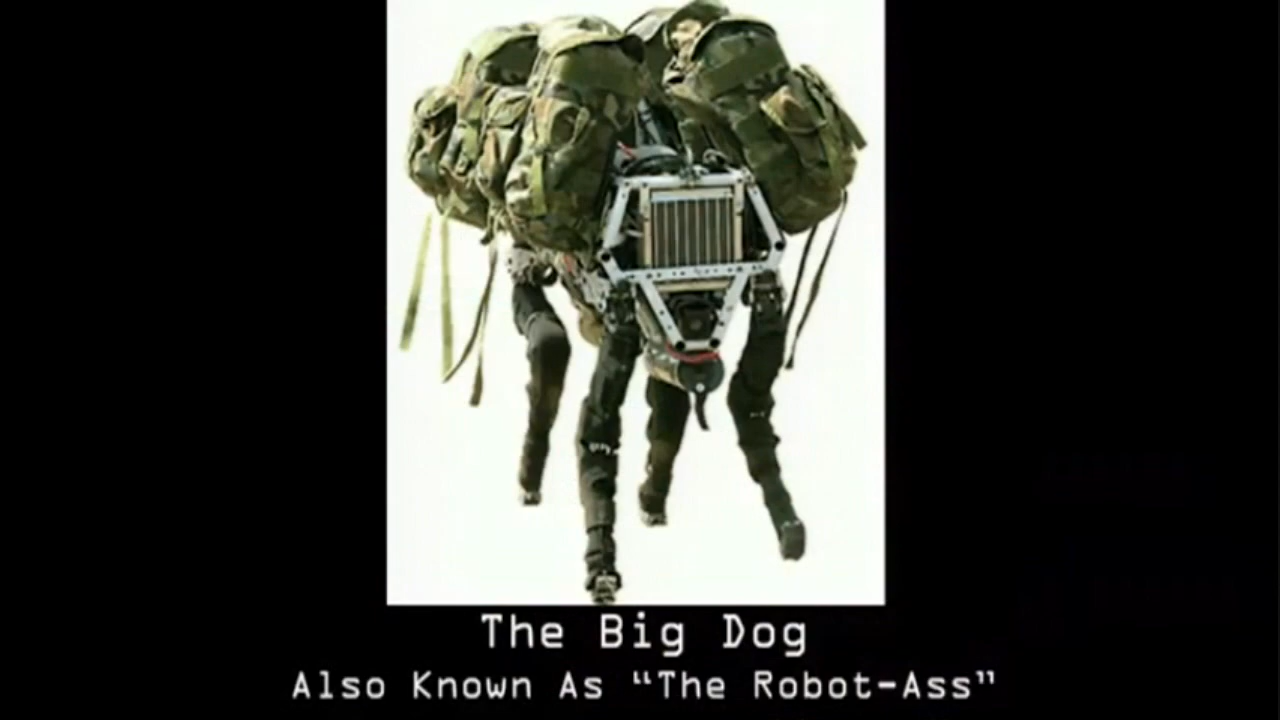 The Big Dog
Also Known As “The Robot-Ass”